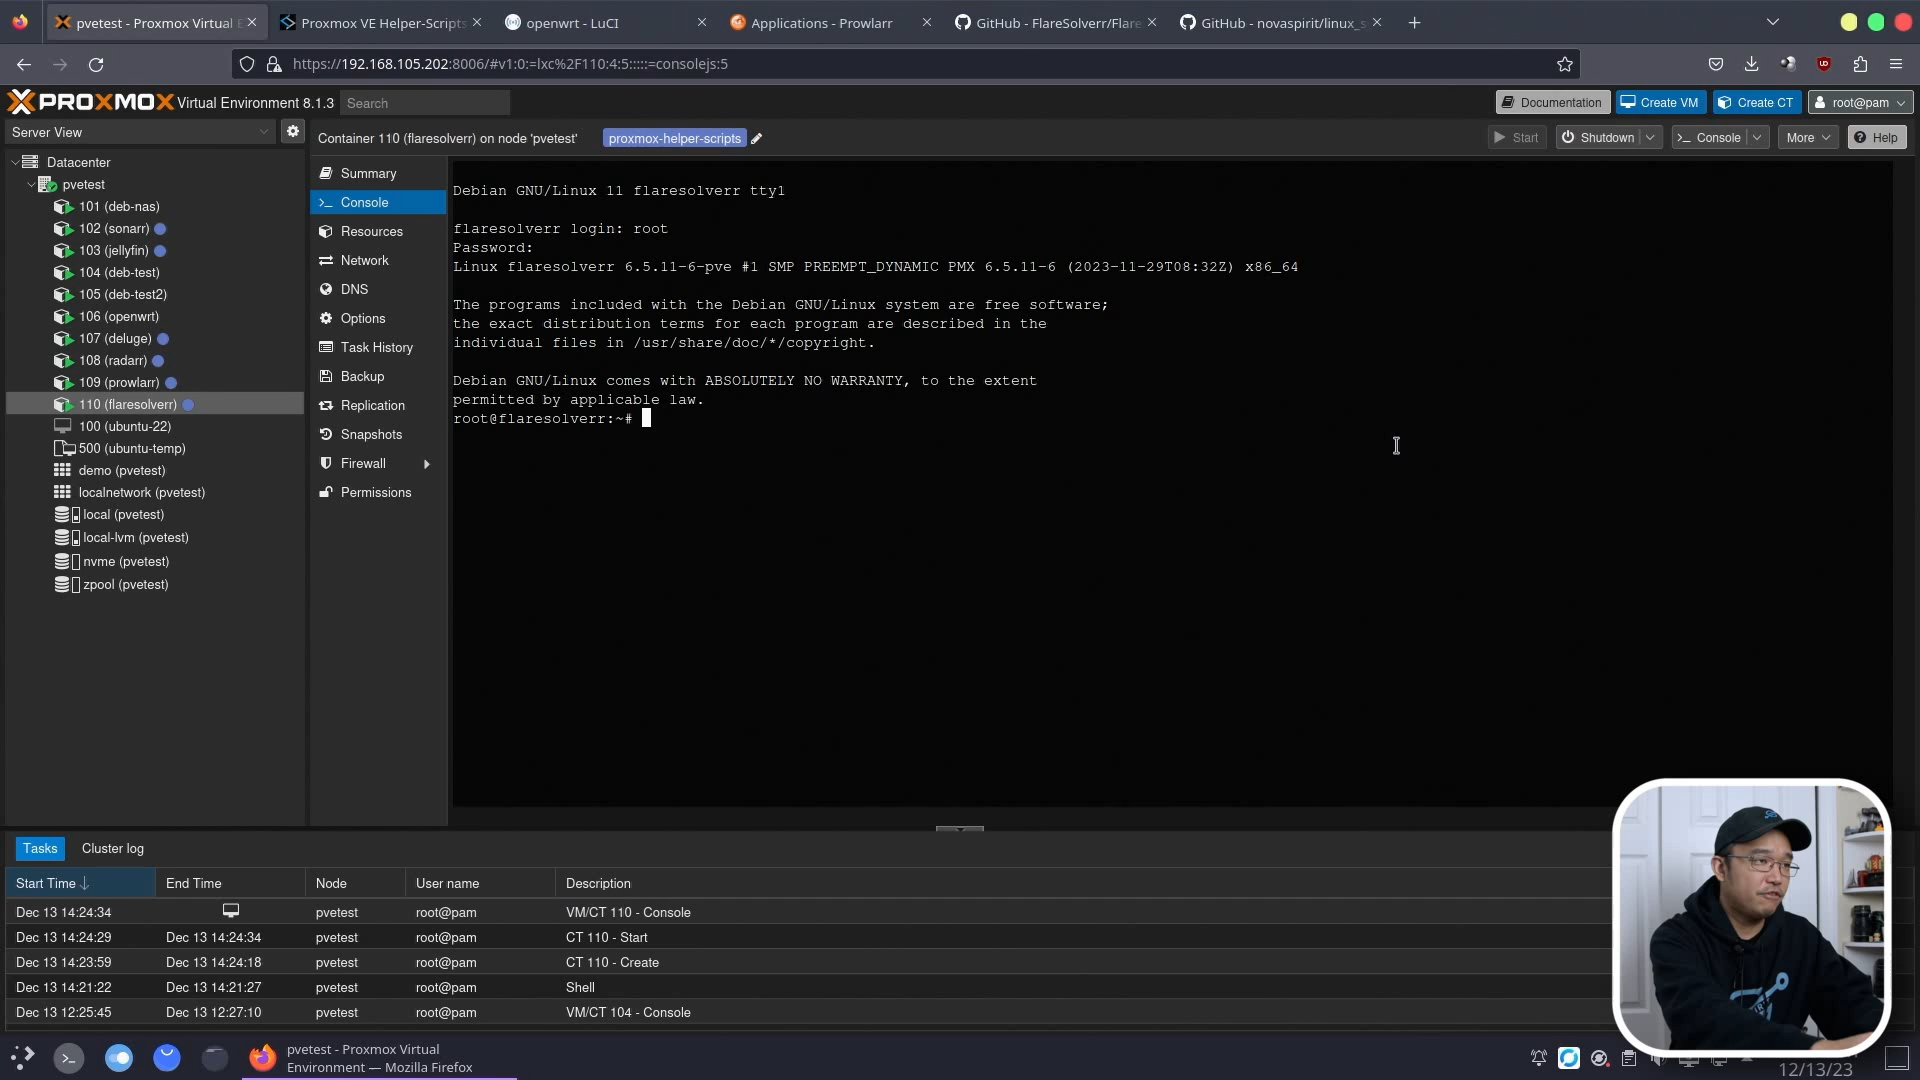 pvetest - Proxmox Virtual E
Proxmox VE Helper-Scripts
openwrt - LuCI
Applications - Prowlarr
GitHub - FlareSolverr/Flare
GitHub - novaspirit/linux_s
https://192.168.105.202:8006/#v1:0:=lxc%2F110:4:5:::::=consolejs:5
PROXMOX Virtual Environment 8.1.3
Search
Documentation
Create VM
Create CT
root@pam
Server View
Container 110 (flaresolverr) on node 'pvetest'
proxmox-helper-scripts
Start
Shutdown
Console
More
Help
Datacenter
pvetest
101 (deb-nas)
102 (sonarr)
103 (jellyfin)
104 (deb-test)
105 (deb-test2)
106 (openwrt)
107 (deluge)
108 (radarr)
109 (prowlarr)
110 (flaresolverr)
100 (ubuntu-22)
500 (ubuntu-temp)
demo (pvetest)
localnetwork (pvetest)
local (pvetest)
local-lvm (pvetest)
nvme (pvetest)
zpool (pvetest)
Summary
Console
Resources
Network
DNS
Options
Task History
Backup
Replication
Snapshots
Firewall
Permissions
Debian GNU/Linux 11 flaresolverr tty1
flaresolverr login: root
Password:
Linux flaresolverr 6.5.11-6-pve #1 SMP PREEMPT_DYNAMIC PMX 6.5.11-6 (2023-11-29T08:32Z) x86_64
The programs included with the Debian GNU/Linux system are free software;
the exact distribution terms for each program are described in the
individual files in /usr/share/doc/*/copyright.
Debian GNU/Linux comes with ABSOLUTELY NO WARRANTY, to the extent
permitted by applicable law.
root@flaresolverr:~#
Tasks
Cluster log
Start Time
End Time
Node
User name
Description
Dec 13 14:24:34
pvetest
root@pam
VM/CT 110 - Console
Dec 13 14:24:29
Dec 13 14:24:34
pvetest
root@pam
CT 110 - Start
Dec 13 14:23:59
Dec 13 14:24:18
pvetest
root@pam
CT 110 - Create
Dec 13 14:21:22
Dec 13 14:21:27
pvetest
root@pam
Shell
Dec 13 12:25:45
Dec 13 12:27:10
pvetest
root@pam
VM/CT 104 - Console
pvetest - Proxmox Virtual
Environment — Mozilla Firefox
12/13/23